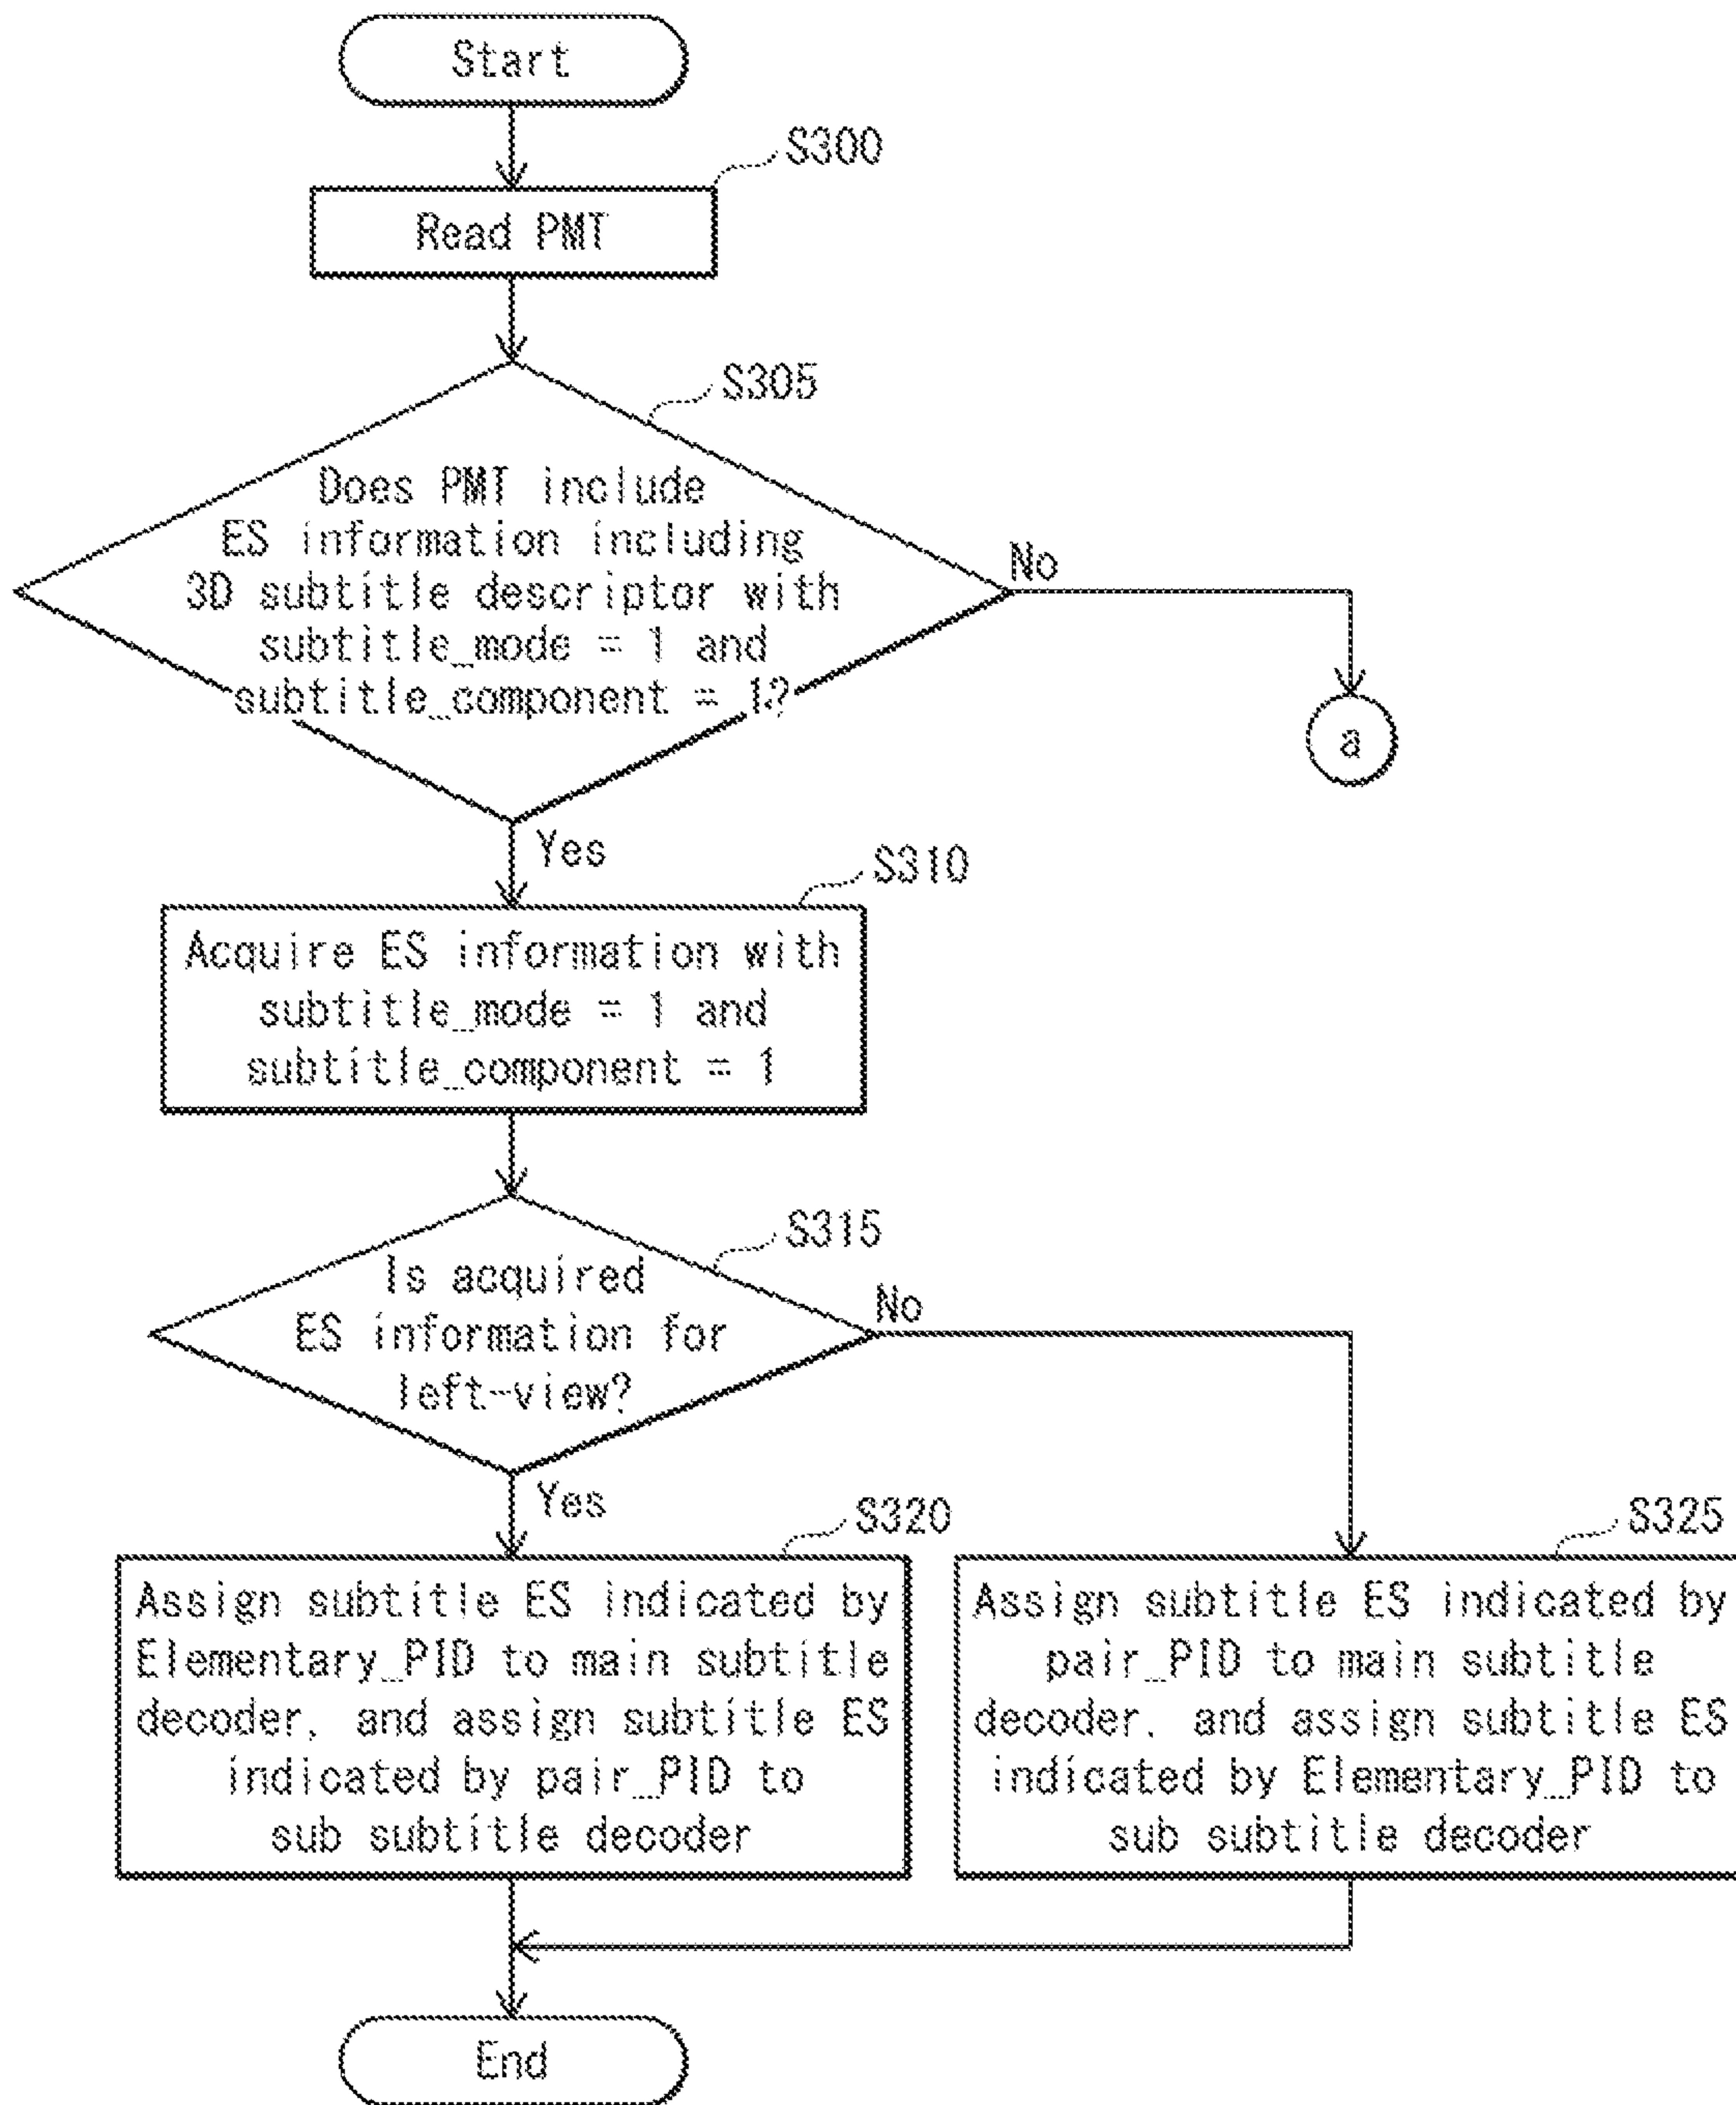 Start
S300
Read PMT
S305
Does PMT include
ES information including
3D subtitle descriptor with
subtitle_mode = 1 and
subtitle_component = 1?
No
a
Yes
S310
Acquire ES information with
subtitle_mode = 1 and
subtitle_component = 1
S315
Is acquired
ES information for
left-view?
No
Yes
S320
Assign subtitle ES indicated by
Elementary_PID to main subtitle
decoder, and assign subtitle ES
indicated by pair_PID to
sub subtitle decoder
S325
Assign subtitle ES indicated by
pair_PID to main subtitle
decoder, and assign subtitle ES
indicated by Elementary_PID to
sub subtitle decoder
End